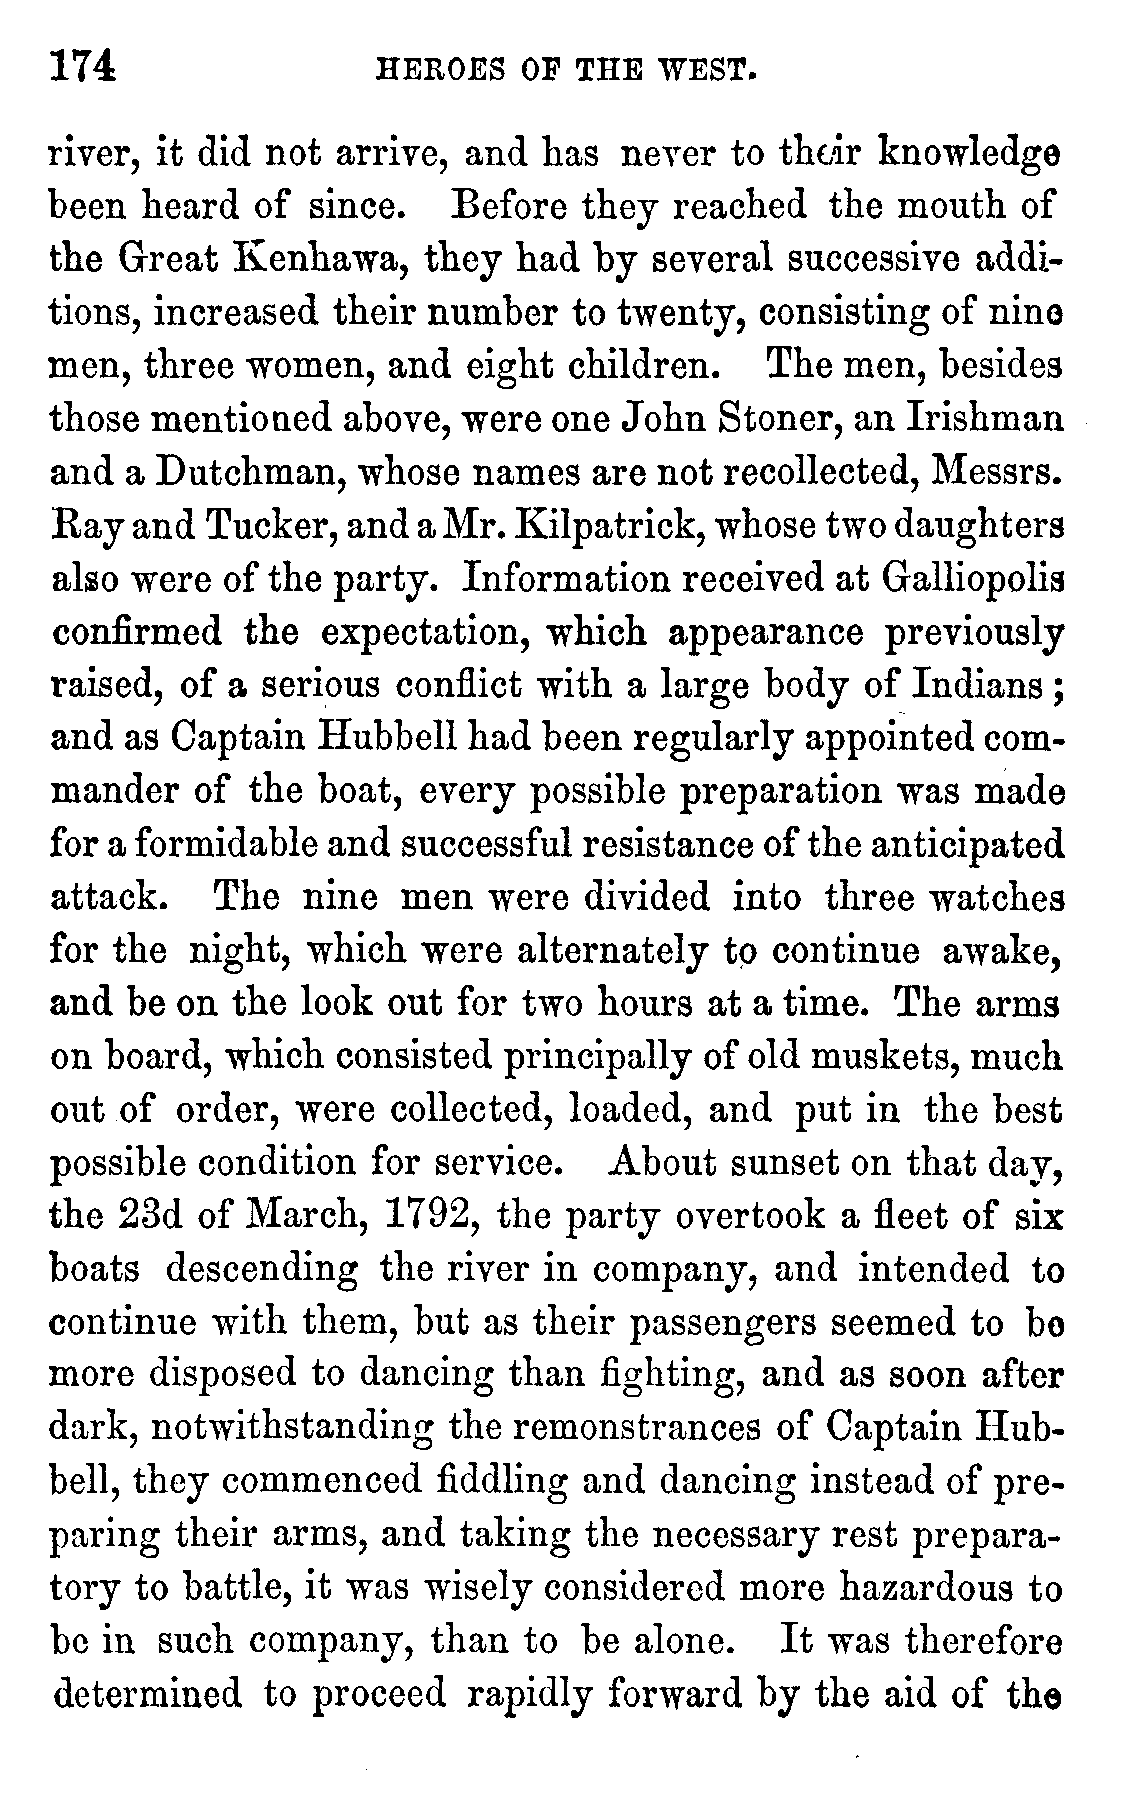 174 HEROES OF THE WEST.
river, it did not arrive, and has never to their knowledge
been heard of since. Before they reached the mouth of
the Great Kenhawa, they had by several successive addi-
tions, increased their number to twenty, consisting of nine
men, three women, and eight children. The men, besides
those mentioned above, were one John Stoner, an Irishman
and a Dutchman, whose names are not recollected, Messrs.
Ray and Tucker, and a Mr. Kilpatrick, whose two daughters
also were of the party. Information received at Galliopolis
confirmed the expectation, which appearance previously
raised, of a serious conflict with a large body of Indians;
and as Captain Hubbell had been regularly appointed com-
mander of the boat, every possible preparation was made
for a formidable and successful resistance of the anticipated
attack. The nine men were divided into three watches
for the night, which were alternately to continue awake,
and be on the look out for two hours at a time. The arms
on board, which consisted principally of old muskets, much
out of order, were collected, loaded, and put in the best
possible condition for service. About sunset on that day,
the 23d of March, 1792, the party overtook a fleet of six
boats descending the river in company, and intended to
continue with them, but as their passengers seemed to be
more disposed to dancing than fighting, and as soon after
dark, notwithstanding the remonstrances of Captain Hub-
bell, they commenced fiddling and dancing instead of pre-
paring their arms, and taking the necessary rest prepara-
tory to battle, it was wisely considered more hazardous to
be in such company, than to be alone. It was therefore
determined to proceed rapidly forward by the aid of the